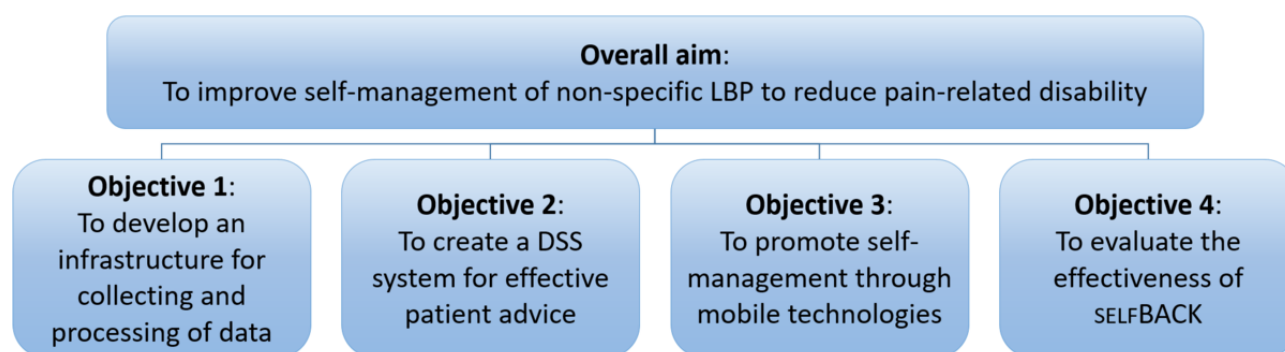 Overall aim:
To improve self-management of non-specific LBP to reduce pain-related disability
Objective 1:
To develop an
infrastructure for
collecting and
processing of data
Objective 2:
To create a DSS
system for effective
patient advice
Objective 3:
To promote self-
management through
mobile technologies
Objective 4:
To evaluate the
effectiveness of
SELFBACK